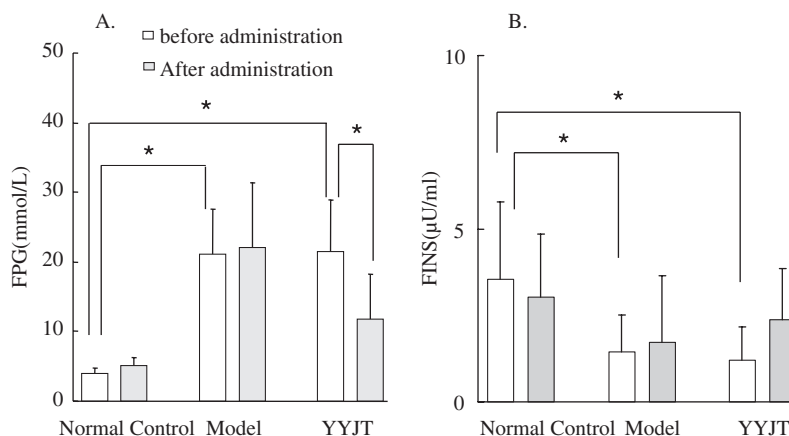 A.
before administration
After administration
FPG(mmol/L)
50
40
30
20
10
0
*
*
*
Normal Control Model YYJT
B.
FINS(μU/ml)
10
5
0
*
*
Normal Control Model YYJT